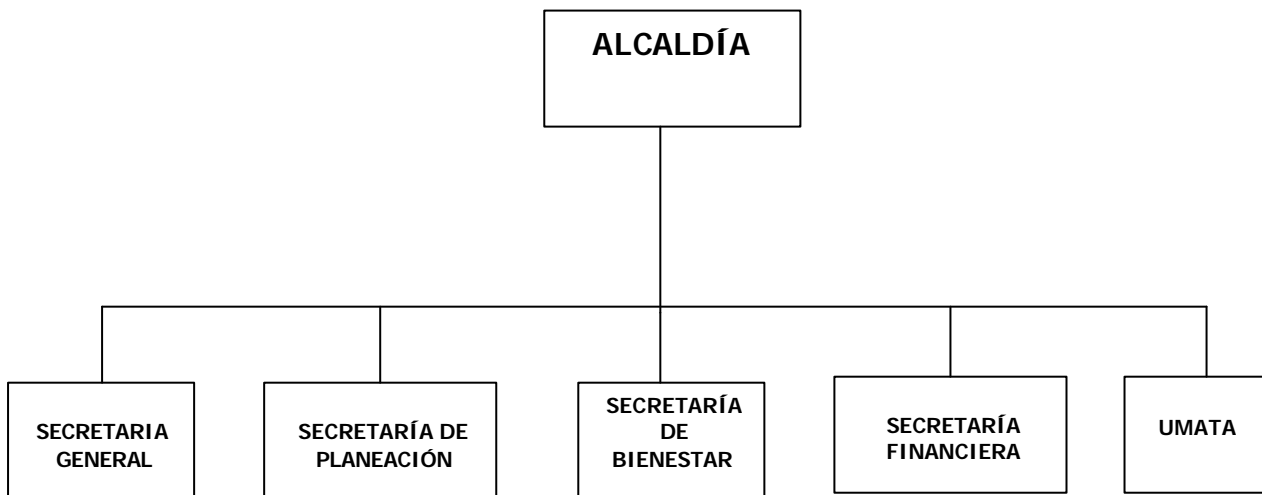 ALCALDÍA
SECRETARIA
GENERAL
SECRETARÍA DE
PLANEACIÓN
SECRETARÍA
DE
BIENESTAR
SECRETARÍA
FINANCIERA
UMATA